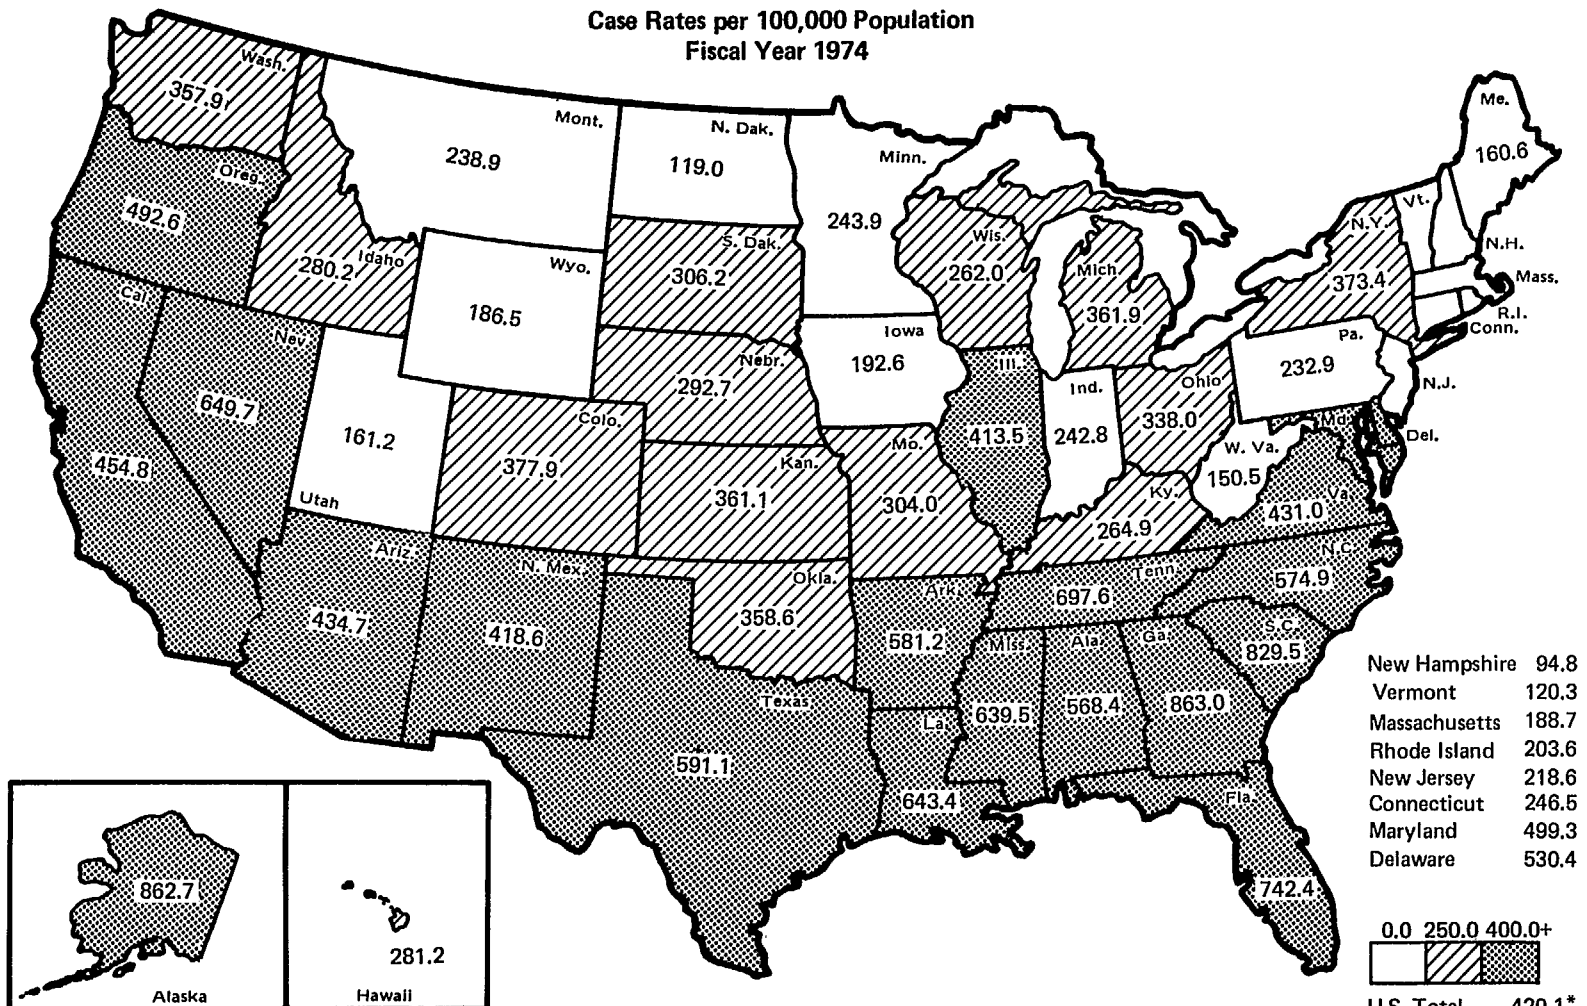 Case Rates per 100,000 Population
Fiscal Year 1974
Wash.
357.9
Oreg.
492.6
Idaho
280.2
Mont.
238.9
N. Dak.
119.0
Minn.
243.9
S. Dak.
306.2
Wyo.
186.5
Wis.
262.0
Mich.
361.9
Me.
160.6
Vt.
N.H.
N.Y.
373.4
Mass.
R.I.
Conn.
Cal.
454.8
Nev.
649.7
Utah
161.2
Colo.
377.9
Nebr.
292.7
Iowa
192.6
Ill.
413.5
Ind.
242.8
Ohio
338.0
Pa.
232.9
N.J.
Md.
Del.
W. Va.
150.5
Va.
431.0
Kan.
361.1
Mo.
304.0
Ky.
264.9
Ariz.
434.7
N. Mex.
418.6
Okla.
358.6
Ark.
581.2
Tenn.
697.6
N.C.
574.9
S.C.
829.5
Texas
591.1
La.
643.4
Miss.
639.5
Ala.
568.4
Ga.
863.0
Fla.
742.4
862.7
Alaska
281.2
Hawaii
New Hampshire 94.8
Vermont 120.3
Massachusetts 188.7
Rhode Island 203.6
New Jersey 218.6
Connecticut 246.5
Maryland 499.3
Delaware 530.4
0.0 250.0 400.0+
U.S. Total 420.1*